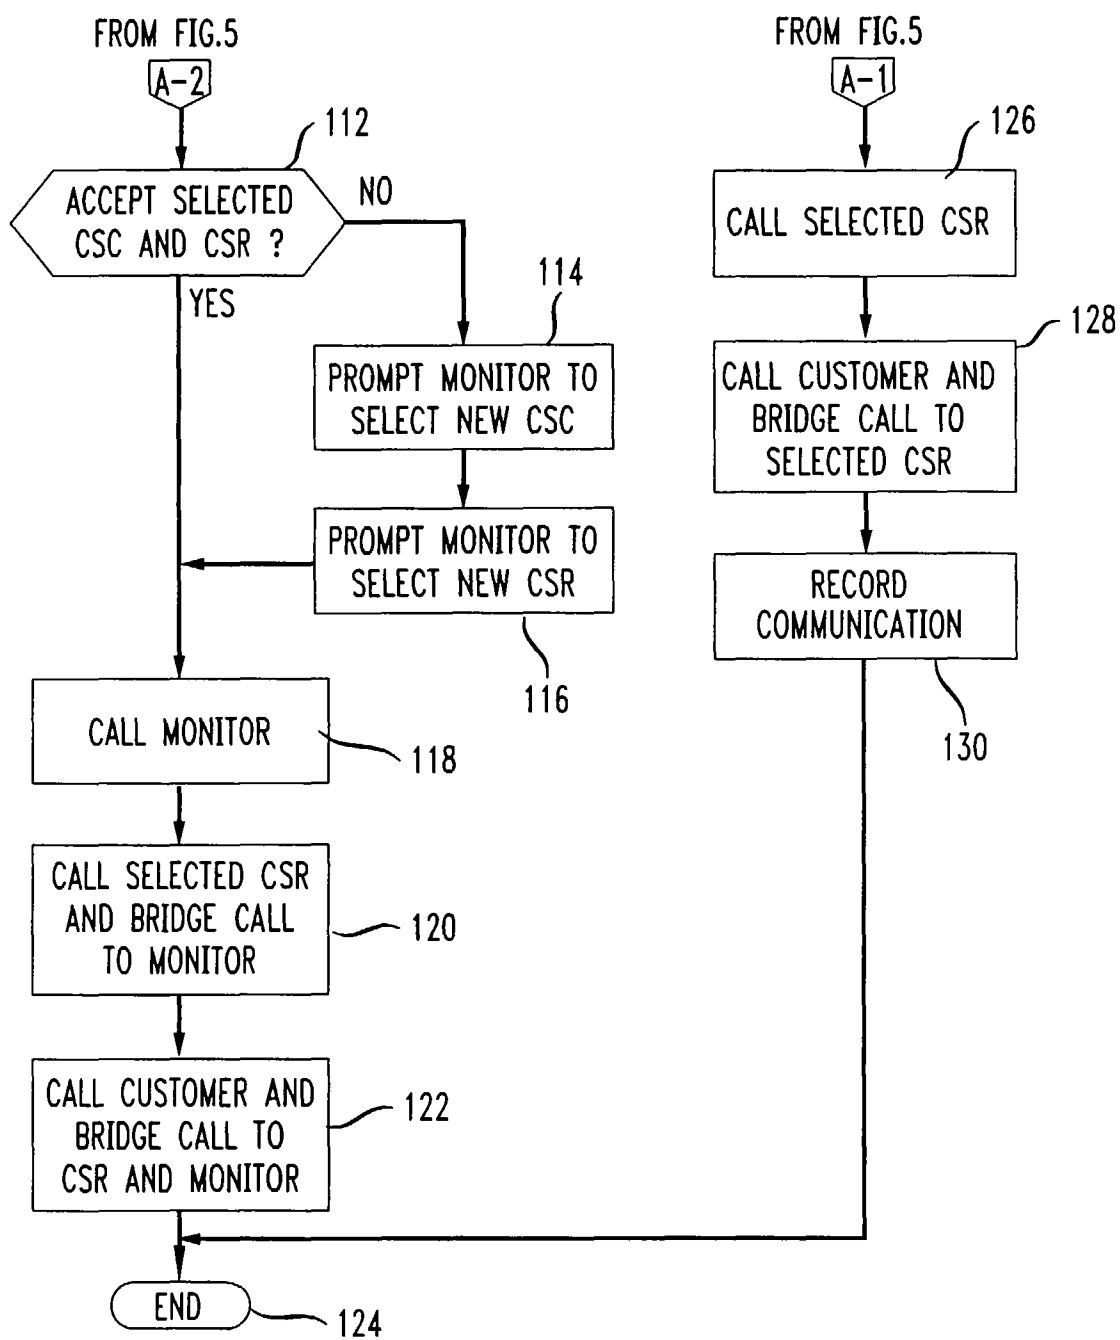 FROM FIG.5
A-2
112
ACCEPT SELECTED
CSC AND CSR ?
NO
YES
114
PROMPT MONITOR TO
SELECT NEW CSC
PROMPT MONITOR TO
SELECT NEW CSR
116
CALL MONITOR
118
CALL SELECTED CSR
AND BRIDGE CALL
TO MONITOR
120
CALL CUSTOMER AND
BRIDGE CALL TO
CSR AND MONITOR
122
END
124
FROM FIG.5
A-1
126
CALL SELECTED CSR
128
CALL CUSTOMER AND
BRIDGE CALL TO
SELECTED CSR
RECORD
COMMUNICATION
130